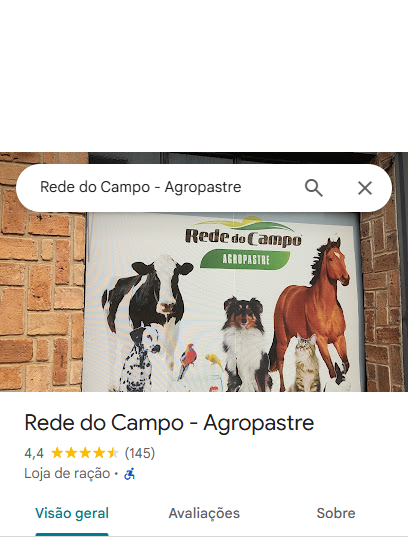 Rede do Campo - Agropastre
Rede do Campo
AGROPASTRE
Rede do Campo - Agropastre
4,4 (145)
Loja de ração ·
Visão geral Avaliações Sobre